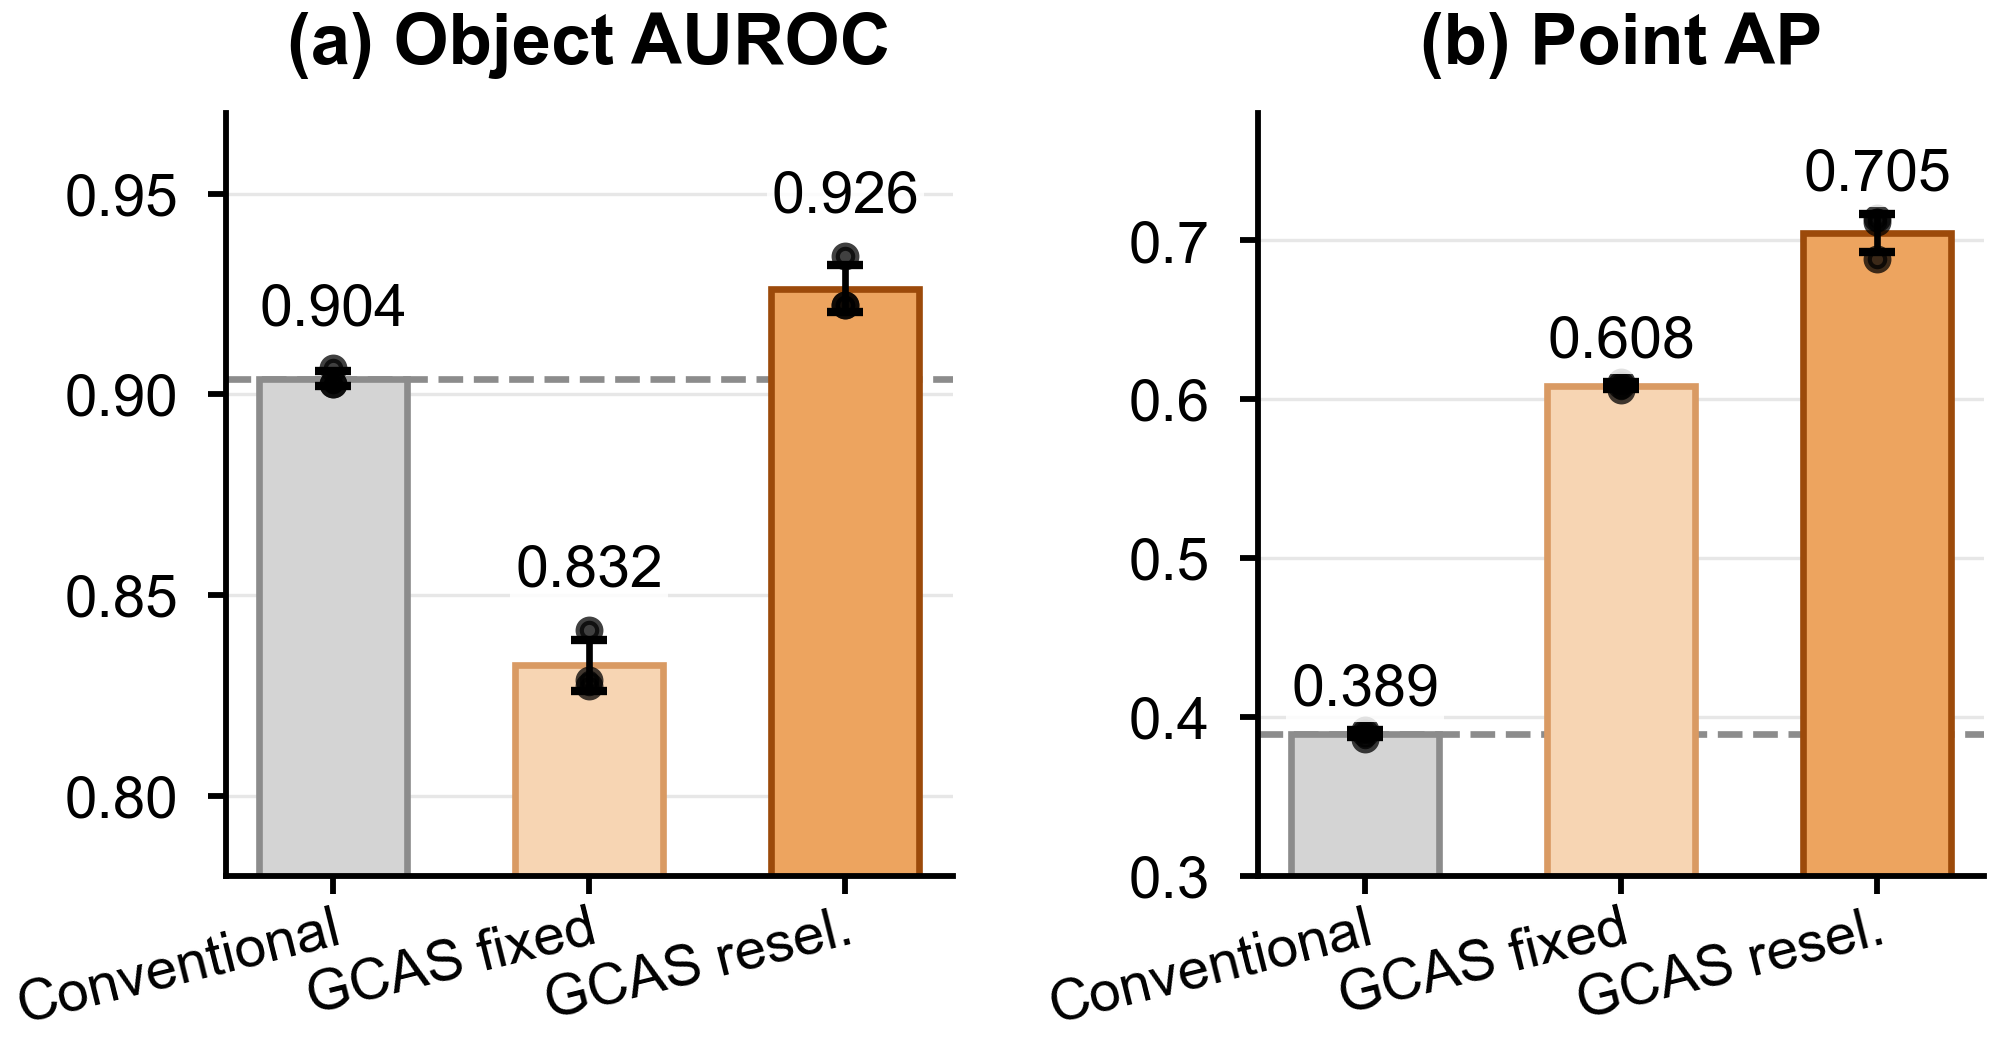 (a) Object AUROC
0.95
0.90
0.85
0.80
0.904
0.832
0.926
Conventional
GCAS fixed
GCAS resel.
(b) Point AP
0.7
0.6
0.5
0.4
0.3
0.389
0.608
0.705
Conventional
GCAS fixed
GCAS resel.